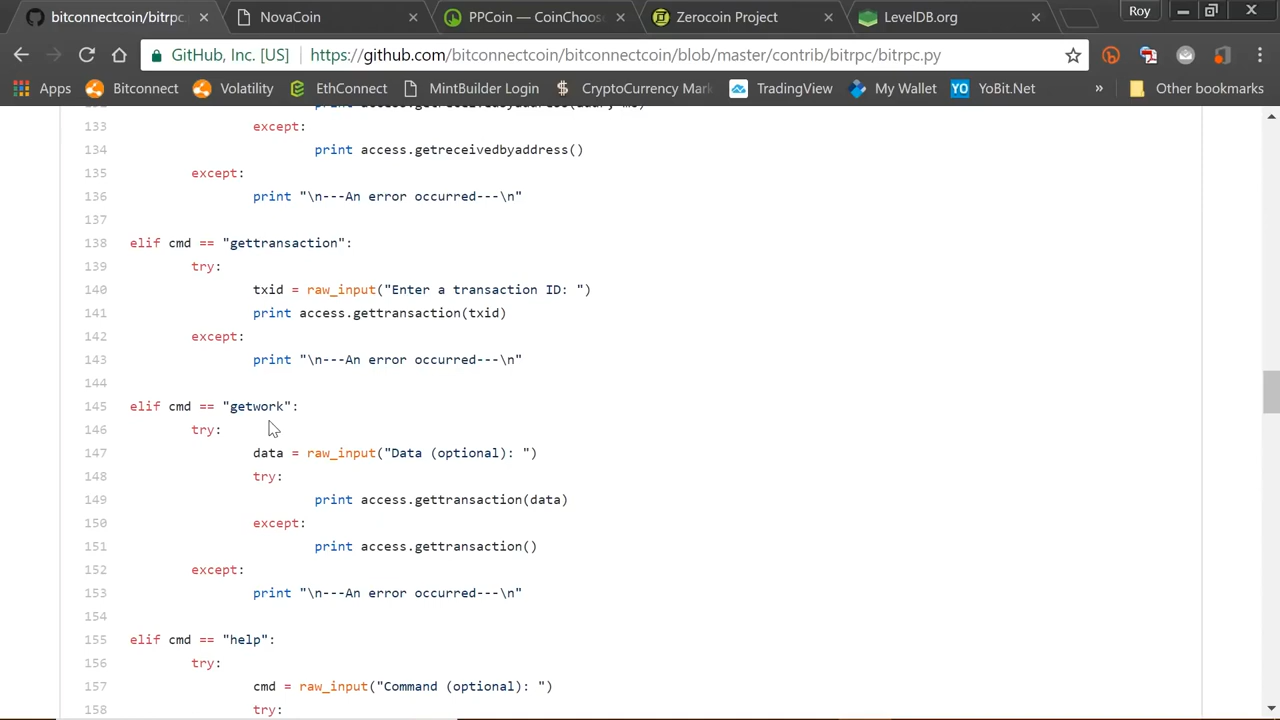 bitconnectcoin/bitrpc. NovaCoin PPCoin — CoinChoose Zerocoin Project LevelDB.org Roy
GitHub, Inc. [US] https://github.com/bitconnectcoin/bitconnectcoin/blob/master/contrib/bitrpc/bitrpc.py
Apps Bitconnect Volatility EthConnect MintBuilder Login CryptoCurrency Mark TradingView My Wallet YoBit.Net » Other bookmarks
133 except:
134 print access.getreceivedbyaddress()
135 except:
136 print "\n---An error occurred---\n"
137
138 elif cmd == "gettransaction":
139 try:
140 txid = raw_input("Enter a transaction ID: ")
141 print access.gettransaction(txid)
142 except:
143 print "\n---An error occurred---\n"
144
145 elif cmd == "getwork":
146 try:
147 data = raw_input("Data (optional): ")
148 try:
149 print access.gettransaction(data)
150 except:
151 print access.gettransaction()
152 except:
153 print "\n---An error occurred---\n"
154
155 elif cmd == "help":
156 try:
157 cmd = raw_input("Command (optional): ")
158 try: